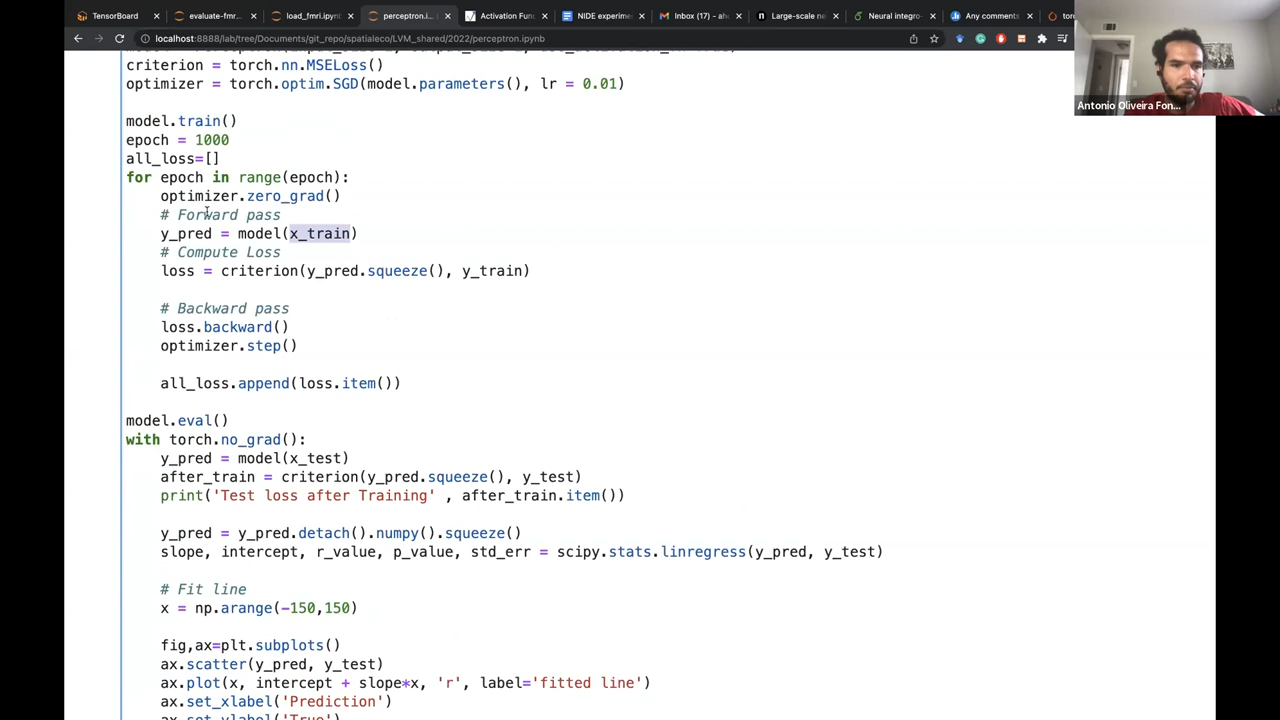 TensorBoard
evaluate-fmr...
load_fmri.ipynb
perceptron.i...
Activation Fun
NIDE experime
Inbox (17) - aho
Large-scale ne
Neural integro-
Any comments
torc
localhost:8888/lab/tree/Documents/git_repo/spatialeco/LVM_shared/2022/perceptron.ipynb
Antonio Oliveira Fon...
criterion = torch.nn.MSELoss()
optimizer = torch.optim.SGD(model.parameters(), lr = 0.01)
model.train()
epoch = 1000
all_loss=[]
for epoch in range(epoch):
optimizer.zero_grad()
# Forward pass
y_pred = model(x_train)
# Compute Loss
loss = criterion(y_pred.squeeze(), y_train)
# Backward pass
loss.backward()
optimizer.step()
all_loss.append(loss.item())
model.eval()
with torch.no_grad():
y_pred = model(x_test)
after_train = criterion(y_pred.squeeze(), y_test)
print('Test loss after Training' , after_train.item())
y_pred = y_pred.detach().numpy().squeeze()
slope, intercept, r_value, p_value, std_err = scipy.stats.linregress(y_pred, y_test)
# Fit line
x = np.arange(-150,150)
fig,ax=plt.subplots()
ax.scatter(y_pred, y_test)
ax.plot(x, intercept + slope*x, 'r', label='fitted line')
ax.set_xlabel('Prediction')
ax.set_ylabel('True')